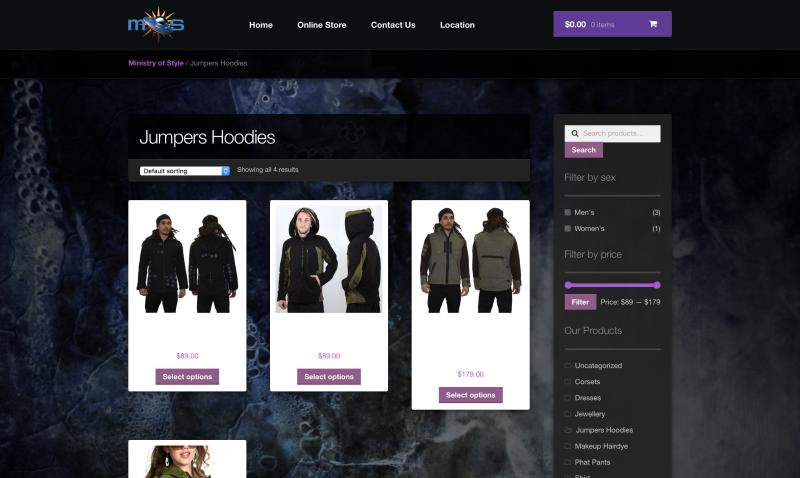 mos
Home
Online Store
Contact Us
Location
$0.00 0 items
Ministry of Style / Jumpers Hoodies
Jumpers Hoodies
Default sorting
Showing all 4 results
$89.00
Select options
$89.00
Select options
$179.00
Select options
Search products...
Search
Filter by sex
Men's (3)
Women's (1)
Filter by price
Filter Price: $89 — $179
Our Products
Uncategorized
Corsets
Dresses
Jewellery
Jumpers Hoodies
Makeup Hairdye
Phat Pants